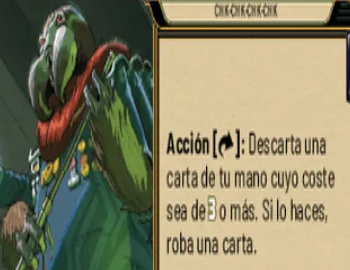 CHK-CHK-CHK-CHK
Acción [↷]: Descarta una
carta de tu mano cuyo coste
sea de 3 o más. Si lo haces,
roba una carta.